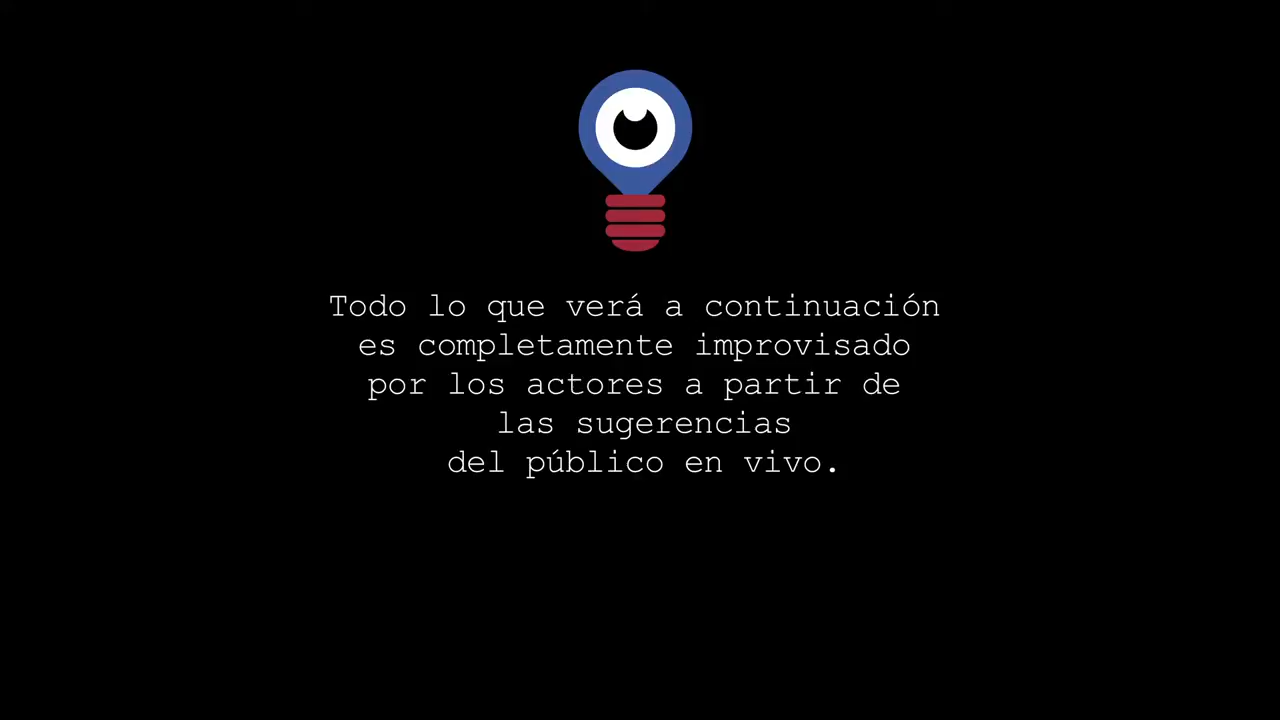 Todo lo que verá a continuación
es completamente improvisado
por los actores a partir de
las sugerencias
del público en vivo.